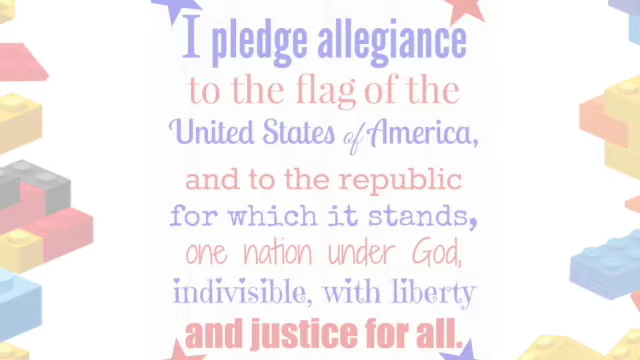 I pledge allegiance
to the flag of the
United States of America,
and to the republic
for which it stands,
one nation under God,
indivisible, with liberty
and justice for all.